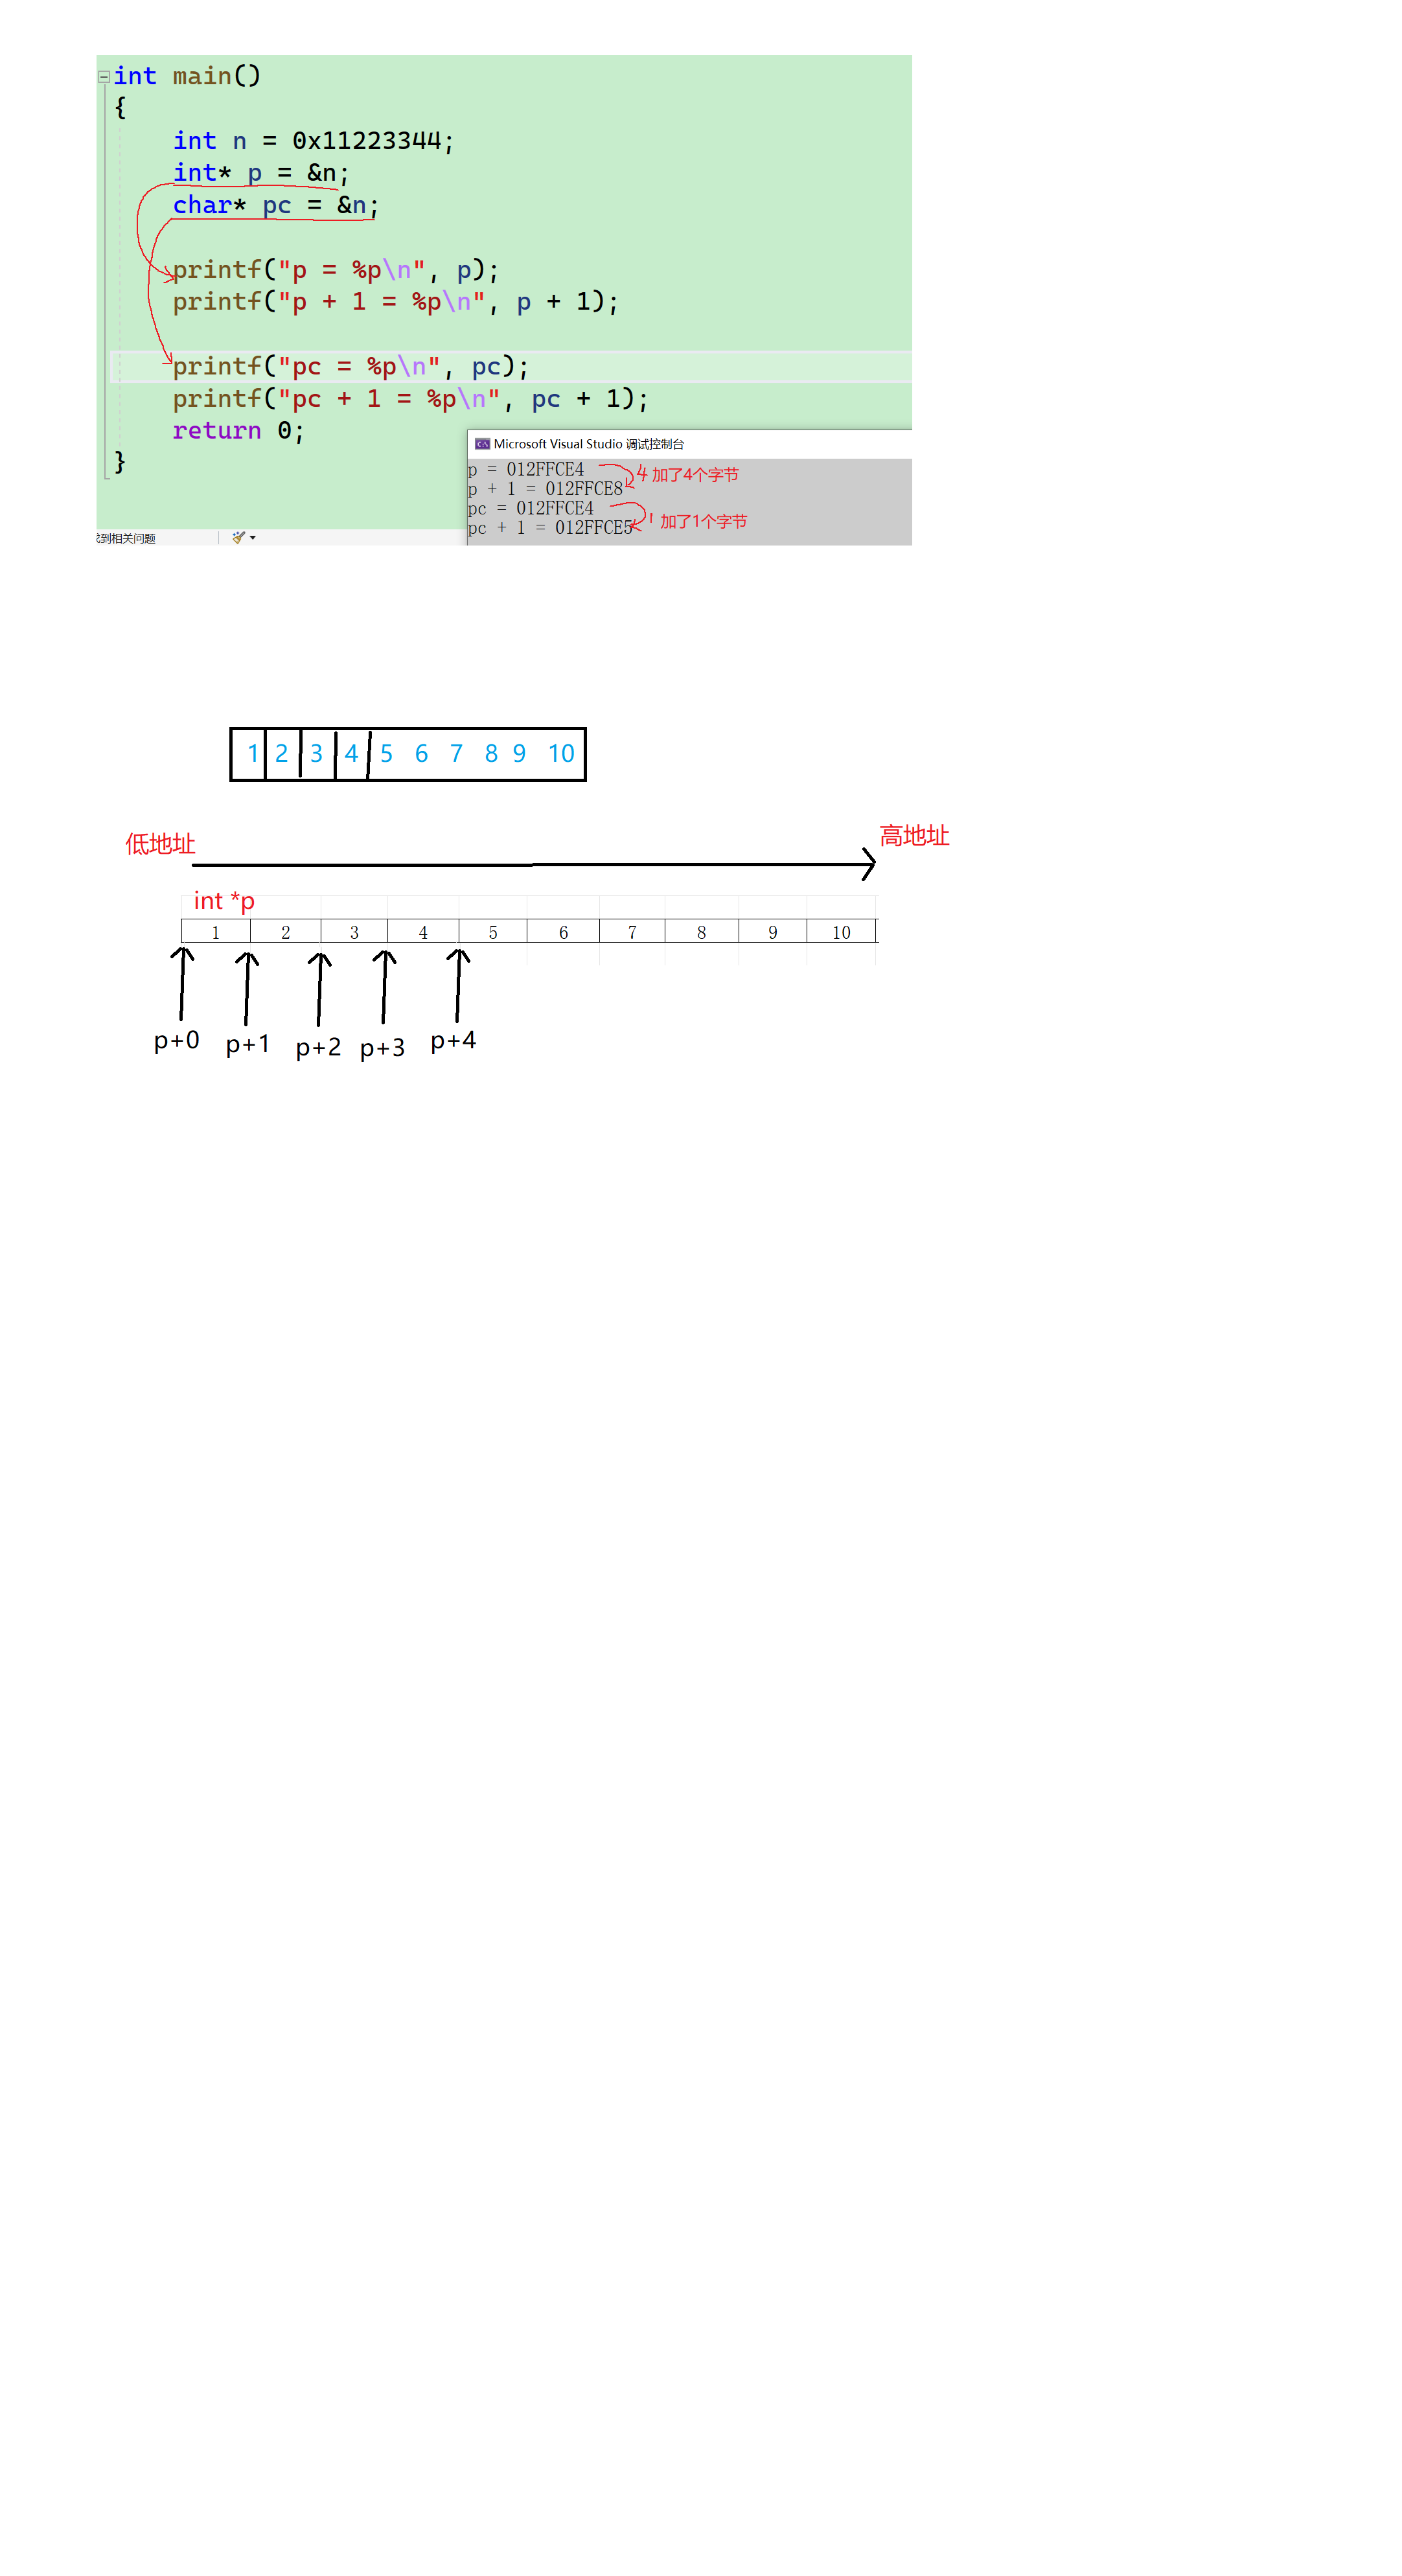 int main()
{
int n = 0x11223344;
int* p = &n;
char* pc = &n;
printf("p = %p\n", p);
printf("p + 1 = %p\n", p + 1);
printf("pc = %p\n", pc);
printf("pc + 1 = %p\n", pc + 1);
return 0;
}
Microsoft Visual Studio 调试控制台
p = 012FFCE4
4 加了4个字节
p + 1 = 012FFCE8
pc = 012FFCE4
1 加了1个字节
pc + 1 = 012FFCE5
到相关问题
1 2 3 4 5 6 7 8 9 10
低地址 高地址
int *p
1 2 3 4 5 6 7 8 9 10
p+0 p+1 p+2 p+3 p+4